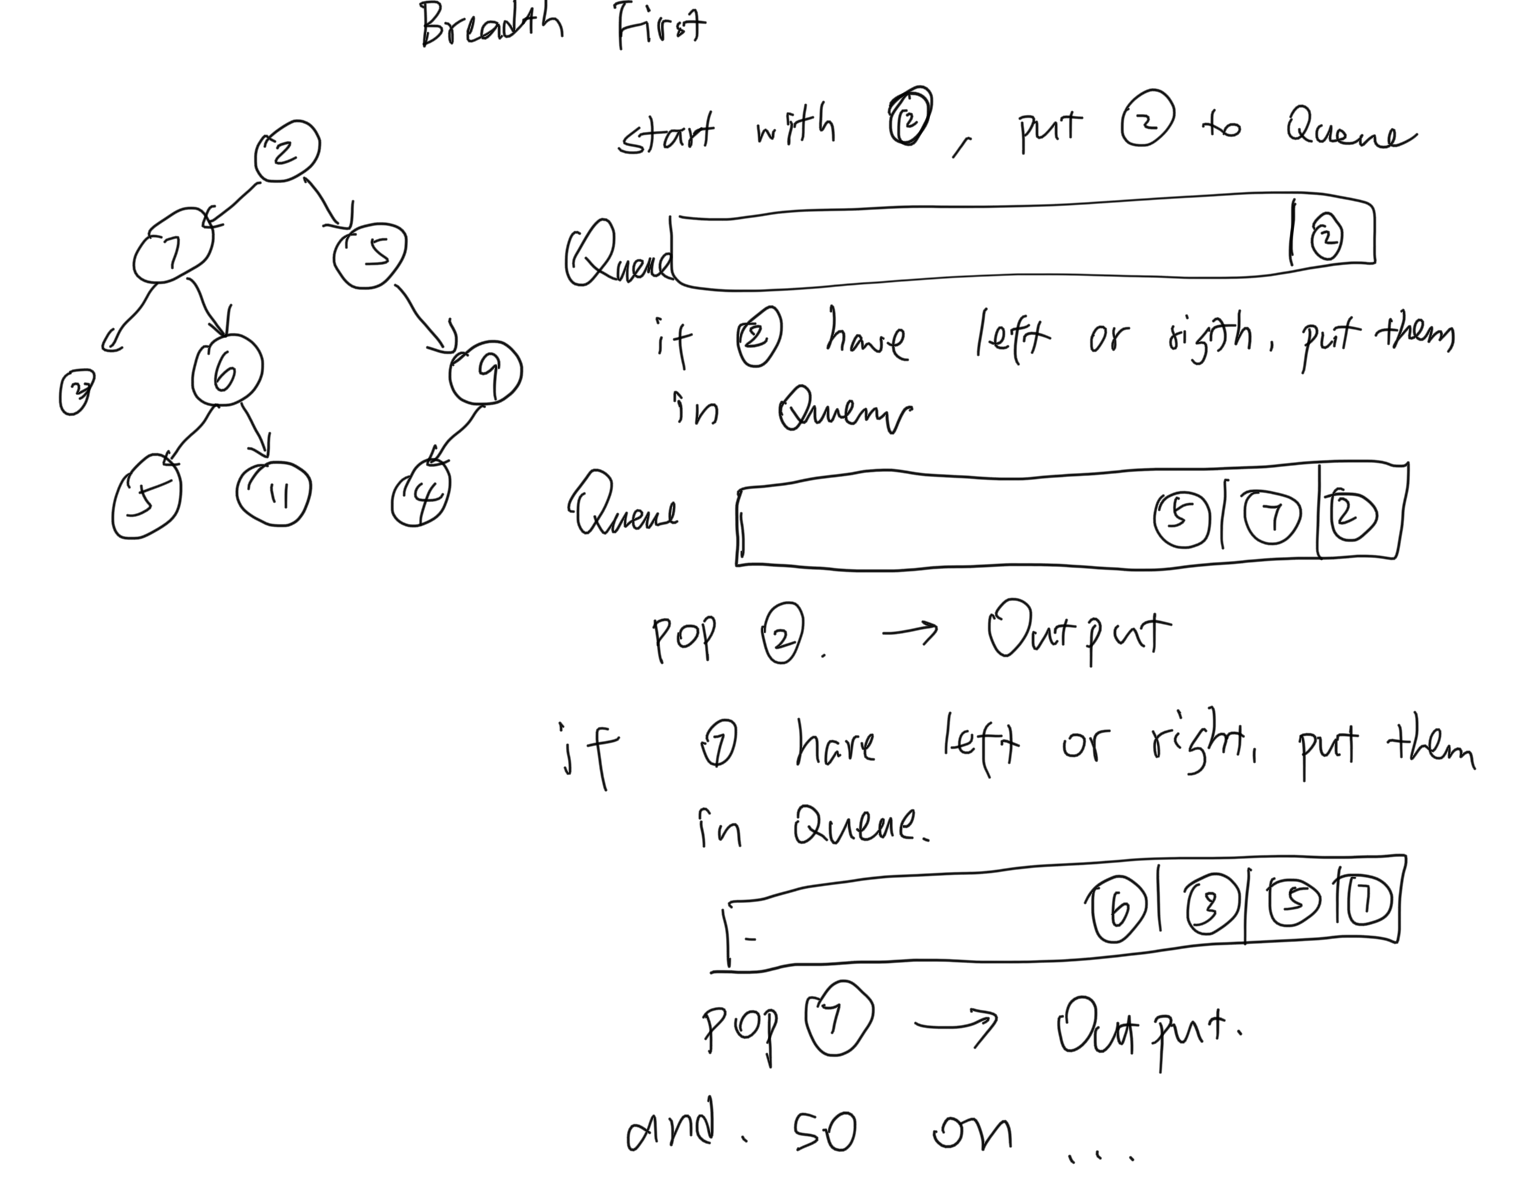 Breadth First
start with 2, put 2 to Queue
2
7 5
Queue 2
if 2 have left or rigth, put them
6 9
in Queue
5 11 4
Queue 5 7 2
pop 2. → Output
if 7 have left or right, put them
in Queue.
6 3 5 7
pop 7 → Output.
and. so on ...